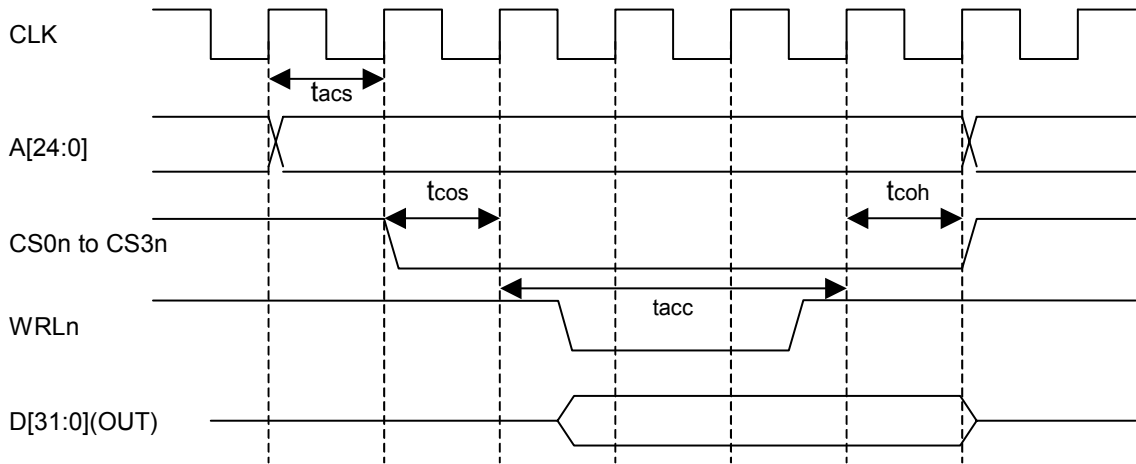 CLK
tacs
A[24:0]
tcos
tcoh
CS0n to CS3n
tacc
WRLn
D[31:0](OUT)